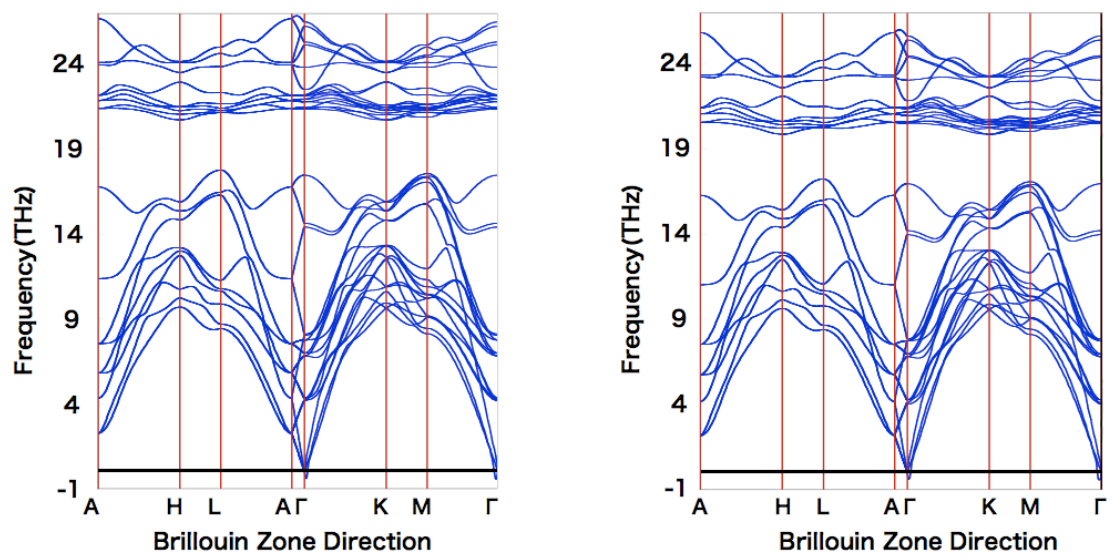 24
19
14
9
4
-1
Frequency(THz)
A H L A Γ K M Γ
Brillouin Zone Direction
24
19
14
9
4
-1
Frequency(THz)
A H L A Γ K M Γ
Brillouin Zone Direction